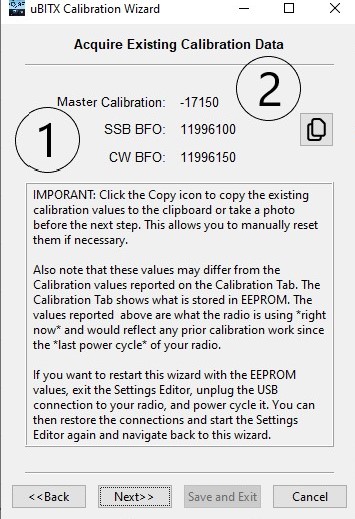 uBITX Calibration Wizard
Acquire Existing Calibration Data
2
Master Calibration: -17150
1
SSB BFO: 11996100
CW BFO: 11996150
IMPORANT: Click the Copy icon to copy the existing
calibration values to the clipboard or take a photo
before the next step. This allows you to manually reset
them if necessary.
Also note that these values may differ from the
Calibration values reported on the Calibration Tab. The
Calibration Tab shows what is stored in EEPROM. The
values reported  above are what the radio is using *right
now* and would reflect any prior calibration work since
the *last power cycle* of your radio.
If you want to restart this wizard with the EEPROM
values, exit the Settings Editor, unplug the USB
connection to your radio, and power cycle it. You can
then restore the connections and start the Settings
Editor again and navigate back to this wizard.
<<Back Next>> Save and Exit Cancel